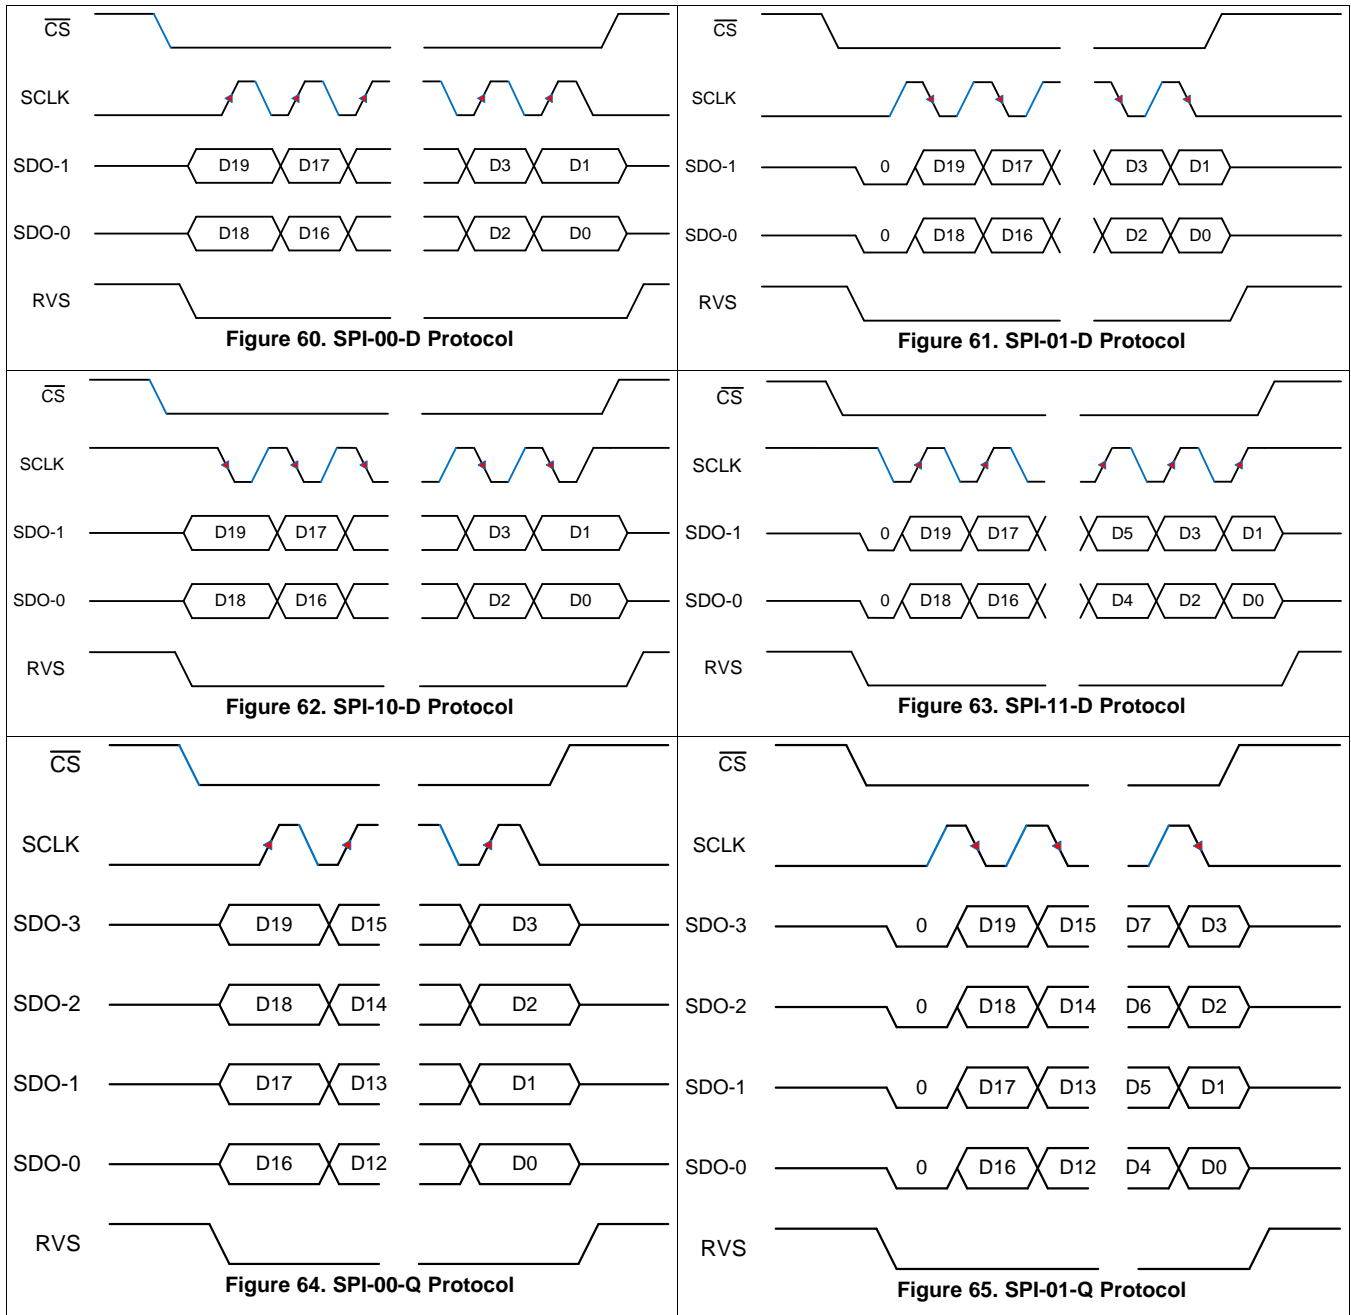 CS
SCLK
SDO-1 D19 D17 D3 D1
SDO-0 D18 D16 D2 D0
RVS
Figure 60. SPI-00-D Protocol
CS
SCLK
SDO-1 0 D19 D17 D3 D1
SDO-0 0 D18 D16 D2 D0
RVS
Figure 61. SPI-01-D Protocol
CS
SCLK
SDO-1 D19 D17 D3 D1
SDO-0 D18 D16 D2 D0
RVS
Figure 62. SPI-10-D Protocol
CS
SCLK
SDO-1 0 D19 D17 D5 D3 D1
SDO-0 0 D18 D16 D4 D2 D0
RVS
Figure 63. SPI-11-D Protocol
CS
SCLK
SDO-3 D19 D15 D3
SDO-2 D18 D14 D2
SDO-1 D17 D13 D1
SDO-0 D16 D12 D0
RVS
Figure 64. SPI-00-Q Protocol
CS
SCLK
SDO-3 0 D19 D15 D7 D3
SDO-2 0 D18 D14 D6 D2
SDO-1 0 D17 D13 D5 D1
SDO-0 0 D16 D12 D4 D0
RVS
Figure 65. SPI-01-Q Protocol